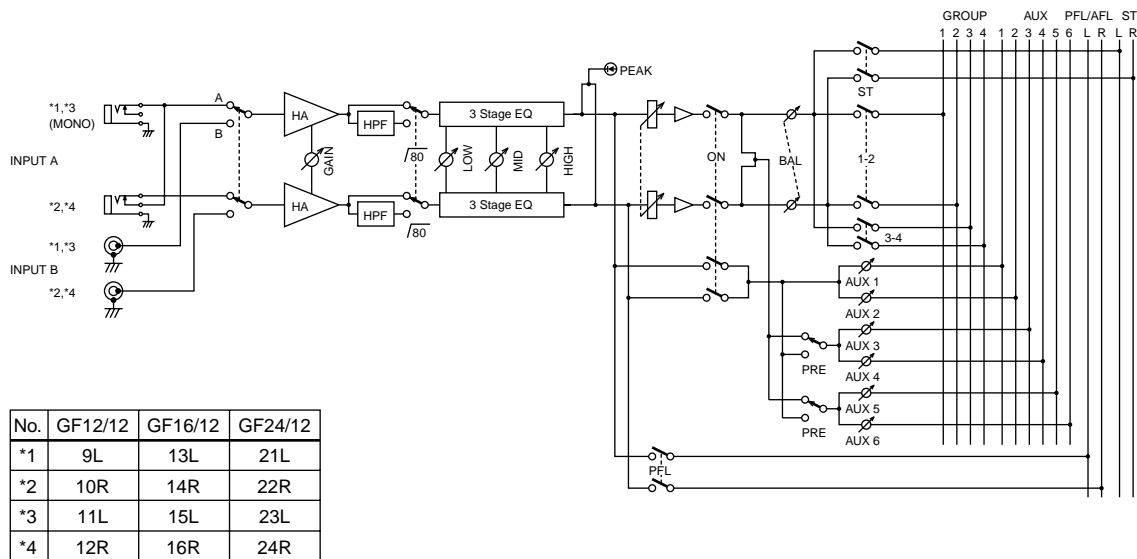 GROUP AUX PFL/AFL ST
1 2 3 4 1 2 3 4 5 6 L R L R
PEAK
ST
*1,*3
(MONO)
A
B
HA
HPF
3 Stage EQ
√80
INPUT A
GAIN
LOW
MID
HIGH
ON
BAL
1-2
*2,*4
HA
HPF
3 Stage EQ
√80
*1,*3
3-4
INPUT B
*2,*4
AUX 1
AUX 2
AUX 3
PRE
AUX 4
AUX 5
PRE
AUX 6
PFL
No. GF12/12 GF16/12 GF24/12
*1 9L 13L 21L
*2 10R 14R 22R
*3 11L 15L 23L
*4 12R 16R 24R